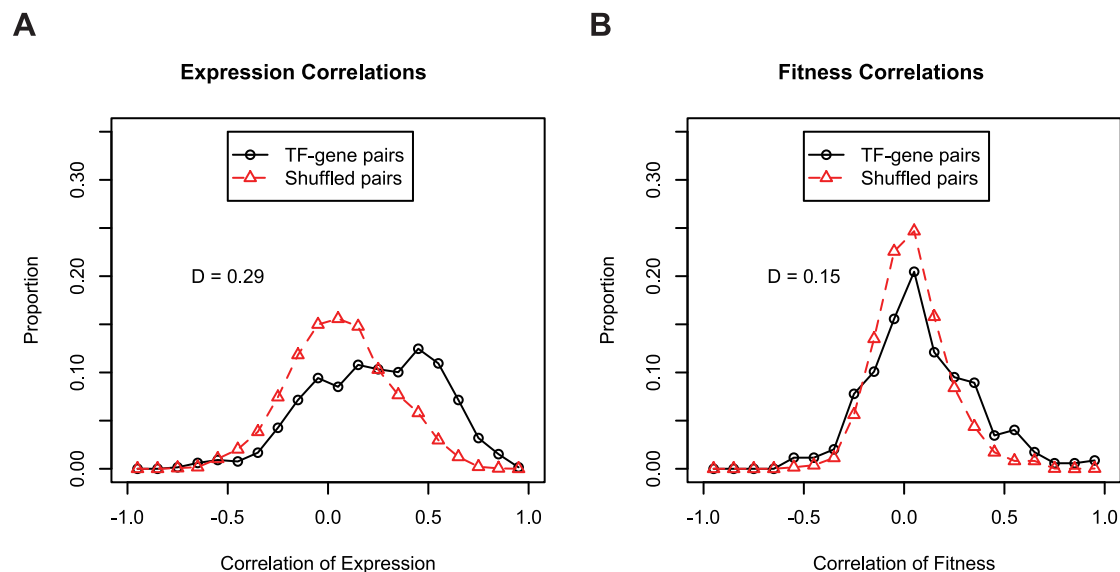 A
Expression Correlations
TF-gene pairs
Shuffled pairs
D = 0.29
Proportion
0.00
0.10
0.20
0.30
-1.0
-0.5
0.0
0.5
1.0
Correlation of Expression
B
Fitness Correlations
TF-gene pairs
Shuffled pairs
D = 0.15
Proportion
0.00
0.10
0.20
0.30
-1.0
-0.5
0.0
0.5
1.0
Correlation of Fitness